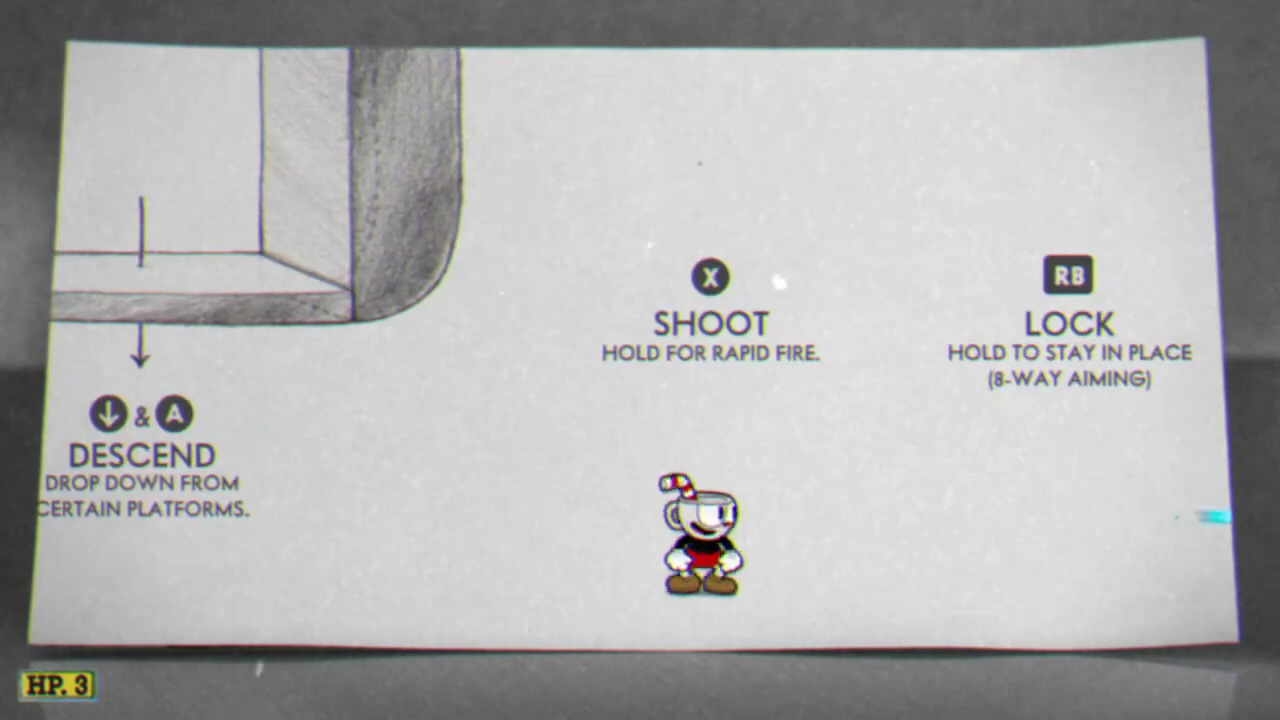 X
SHOOT
HOLD FOR RAPID FIRE.
RB
LOCK
HOLD TO STAY IN PLACE
(8-WAY AIMING)
↓ & A
DESCEND
DROP DOWN FROM
CERTAIN PLATFORMS.
HP. 3